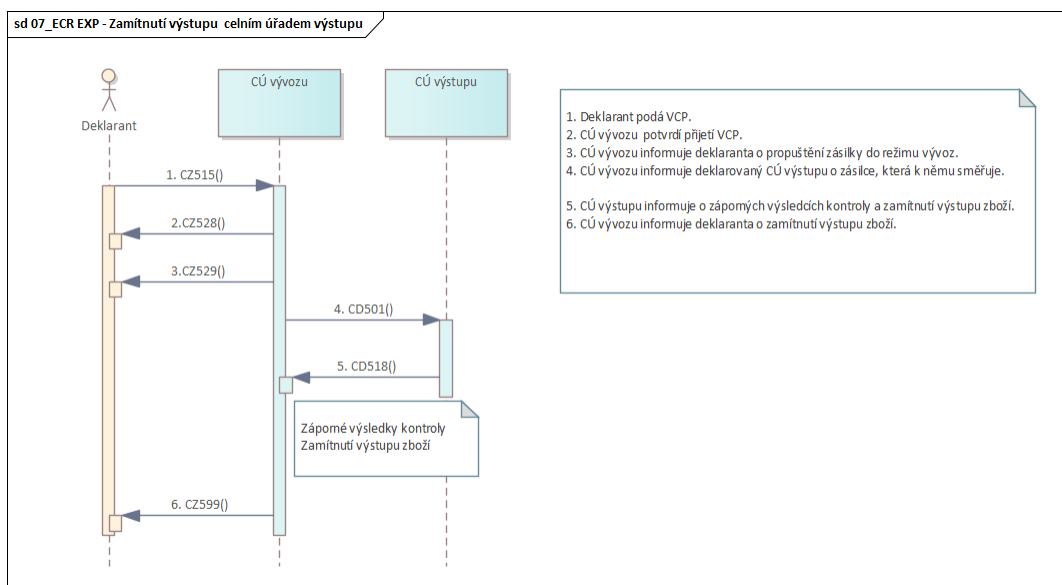 sd 07_ECR EXP - Zamítnutí výstupu  celním úřadem výstupu
CÚ vývozu
CÚ výstupu
Deklarant
1. CZ515()
2.CZ528()
3.CZ529()
4. CD501()
5. CD518()
Záporné výsledky kontroly
Zamítnutí výstupu zboží
6. CZ599()
1. Deklarant podá VCP.
2. CÚ vývozu  potvrdí přijetí VCP.
3. CÚ vývozu informuje deklaranta o propuštění zásilky do režimu vývoz.
4. CÚ vývozu informuje deklarovaný CÚ výstupu o zásilce, která k němu směřuje.
5. CÚ výstupu informuje o záporných výsledcích kontroly a zamítnutí výstupu zboží.
6. CÚ vývozu informuje deklaranta o zamítnutí výstupu zboží.